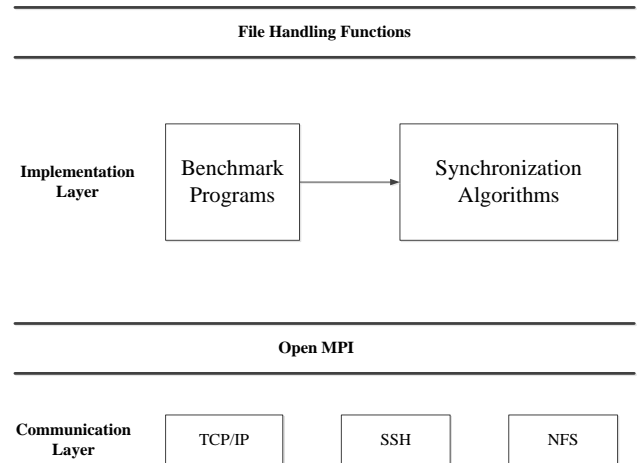 File Handling Functions
Implementation
Layer
Benchmark
Programs
Synchronization
Algorithms
Open MPI
Communication
Layer
TCP/IP
SSH
NFS